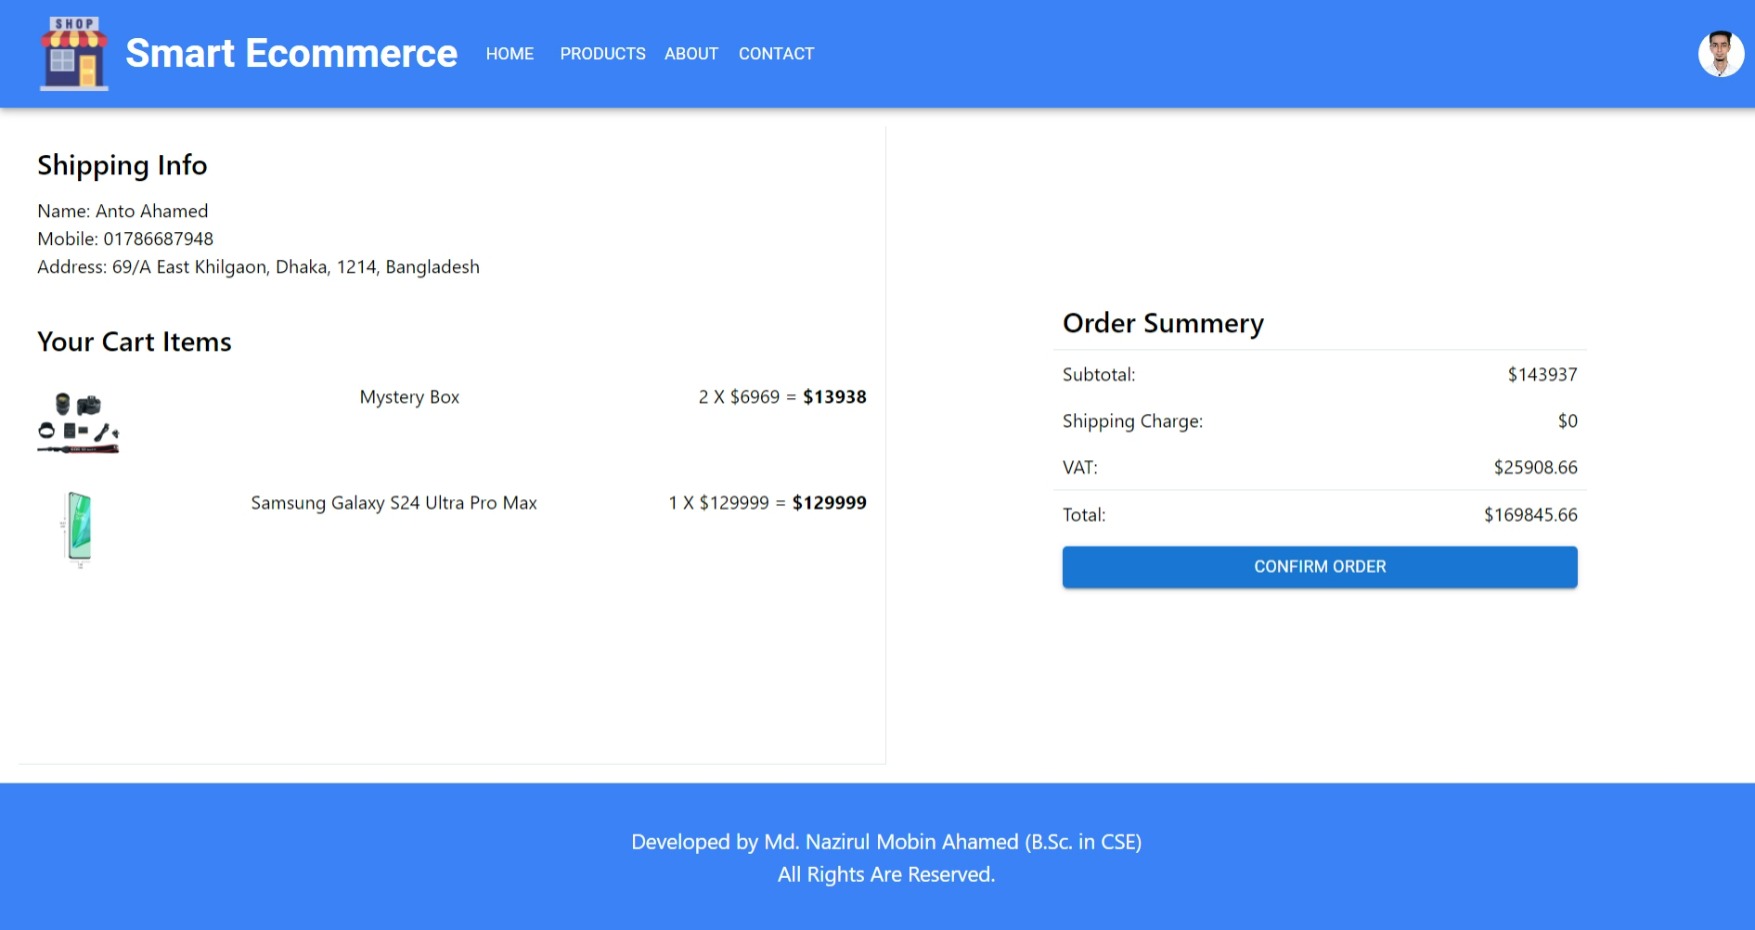 SHOP
Smart Ecommerce
HOME PRODUCTS ABOUT CONTACT
Shipping Info
Name: Anto Ahamed
Mobile: 01786687948
Address: 69/A East Khilgaon, Dhaka, 1214, Bangladesh
Your Cart Items
Mystery Box 2 X $6969 = $13938
Samsung Galaxy S24 Ultra Pro Max 1 X $129999 = $129999
Order Summery
Subtotal: $143937
Shipping Charge: $0
VAT: $25908.66
Total: $169845.66
CONFIRM ORDER
Developed by Md. Nazirul Mobin Ahamed (B.Sc. in CSE)
All Rights Are Reserved.